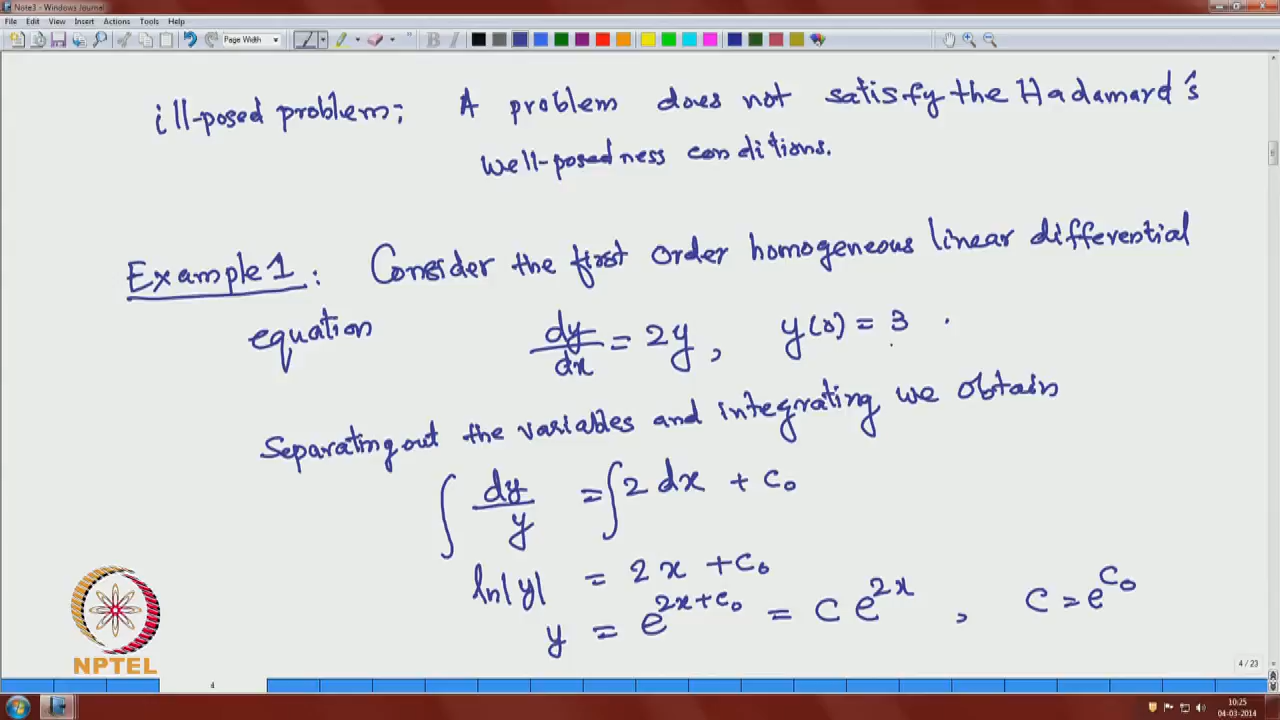 Note3 - Windows Journal
File Edit View Insert Actions Tools Help
Page Width
B I
ill-posed problem; A problem does not satisfy the Hadamard's
well-posedness conditions.
Example 1 : Consider the first order homogeneous linear differential
equation dy/dx = 2y, y(0) = 3.
Separating out the variables and integrating we obtain
∫ dy/y = ∫ 2 dx + c₀
ln|y| = 2x + c₀
y = e^{2x+c₀} = C e^{2x}, C = e^{c₀}
NPTEL
4 / 23
4
10:25
04-03-2014